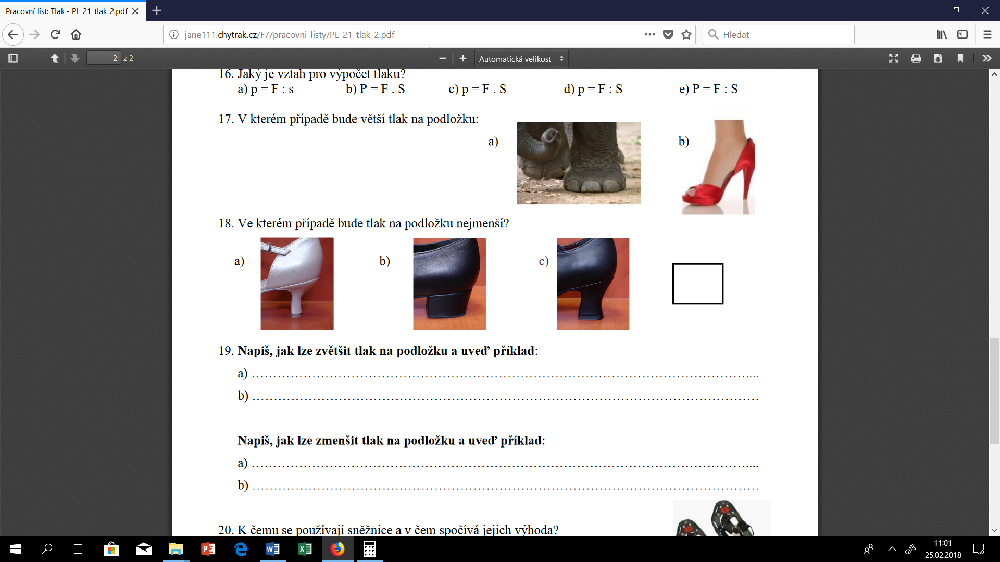 Pracovní list: Tlak - PL_21_tlak_2.pdf
jane111.chytrak.cz/F7/pracovni_listy/PL_21_tlak_2.pdf
Hledat
2 z 2
Automatická velikost
16. Jaký je vztah pro výpočet tlaku?
a) p = F : s b) P = F . S c) p = F . S d) p = F : S e) P = F : S
17. V kterém případě bude větší tlak na podložku:
a) b)
18. Ve kterém případě bude tlak na podložku nejmenší?
a) b) c)
19. Napiš, jak lze zvětšit tlak na podložku a uveď příklad:
a) ……………………………………………………………………………………………………...
b) ………………………………………………………………………………………………………
Napiš, jak lze zmenšit tlak na podložku a uveď příklad:
a) ……………………………………………………………………………………………………...
b) ………………………………………………………………………………………………………
20. K čemu se používají sněžnice a v čem spočívá jejich výhoda?
11:01
25.02.2018